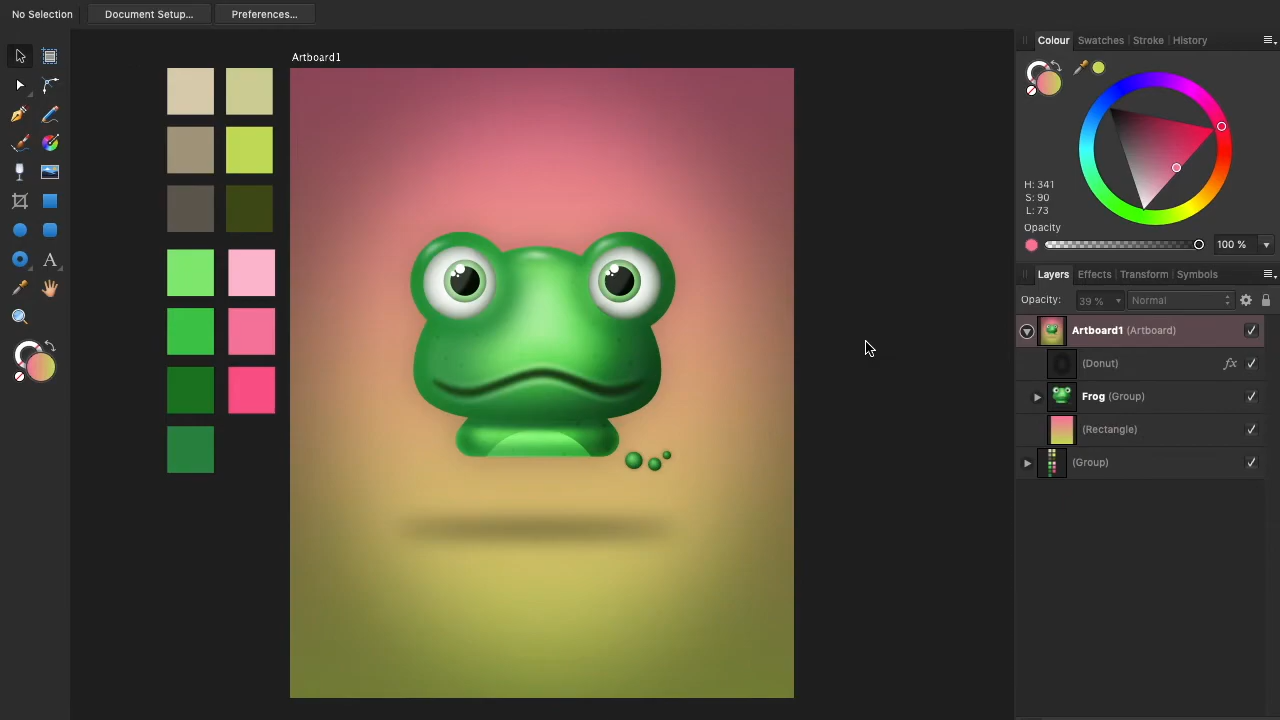 No Selection
Document Setup...
Preferences...
Artboard1
A
Colour
Swatches
Stroke
History
H: 341
S: 90
L: 73
Opacity
100 %
Layers
Effects
Transform
Symbols
Opacity:
39 %
Normal
Artboard1 (Artboard)
(Donut)
fx
Frog (Group)
(Rectangle)
(Group)